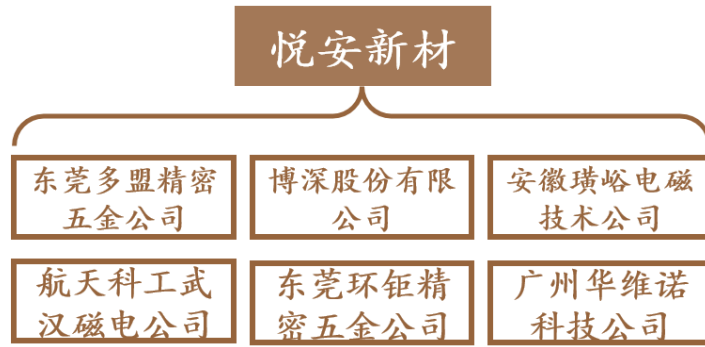 悦安新材
东莞多盟精密
五金公司
博深股份有限
公司
安徽璜峪电磁
技术公司
航天科工武
汉磁电公司
东莞环钜精
密五金公司
广州华维诺
科技公司